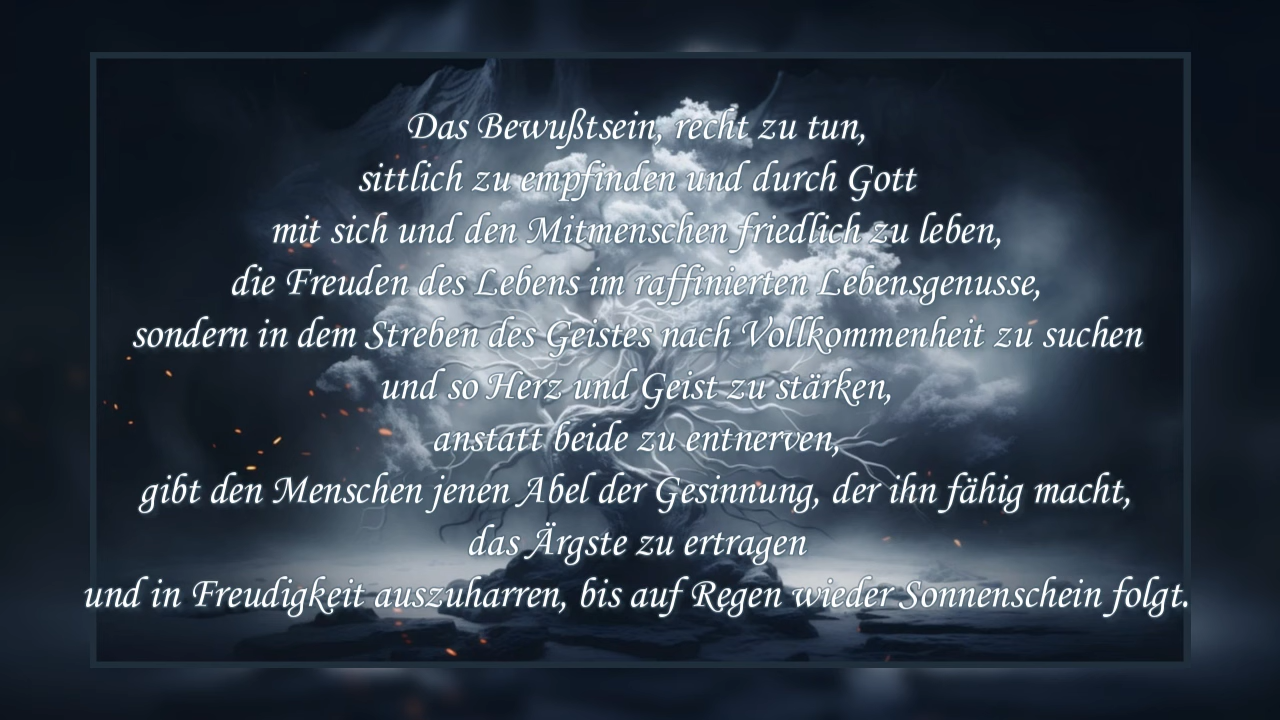 Das Bewußtsein, recht zu tun,
sittlich zu empfinden und durch Gott
mit sich und den Mitmenschen friedlich zu leben,
die Freuden des Lebens im raffinierten Lebensgenusse,
sondern in dem Streben des Geistes nach Vollkommenheit zu suchen
und so Herz und Geist zu stärken,
anstatt beide zu entnerven,
gibt den Menschen jenen Abel der Gesinnung, der ihn fähig macht,
das Ärgste zu ertragen
und in Freudigkeit auszuharren, bis auf Regen wieder Sonnenschein folgt.